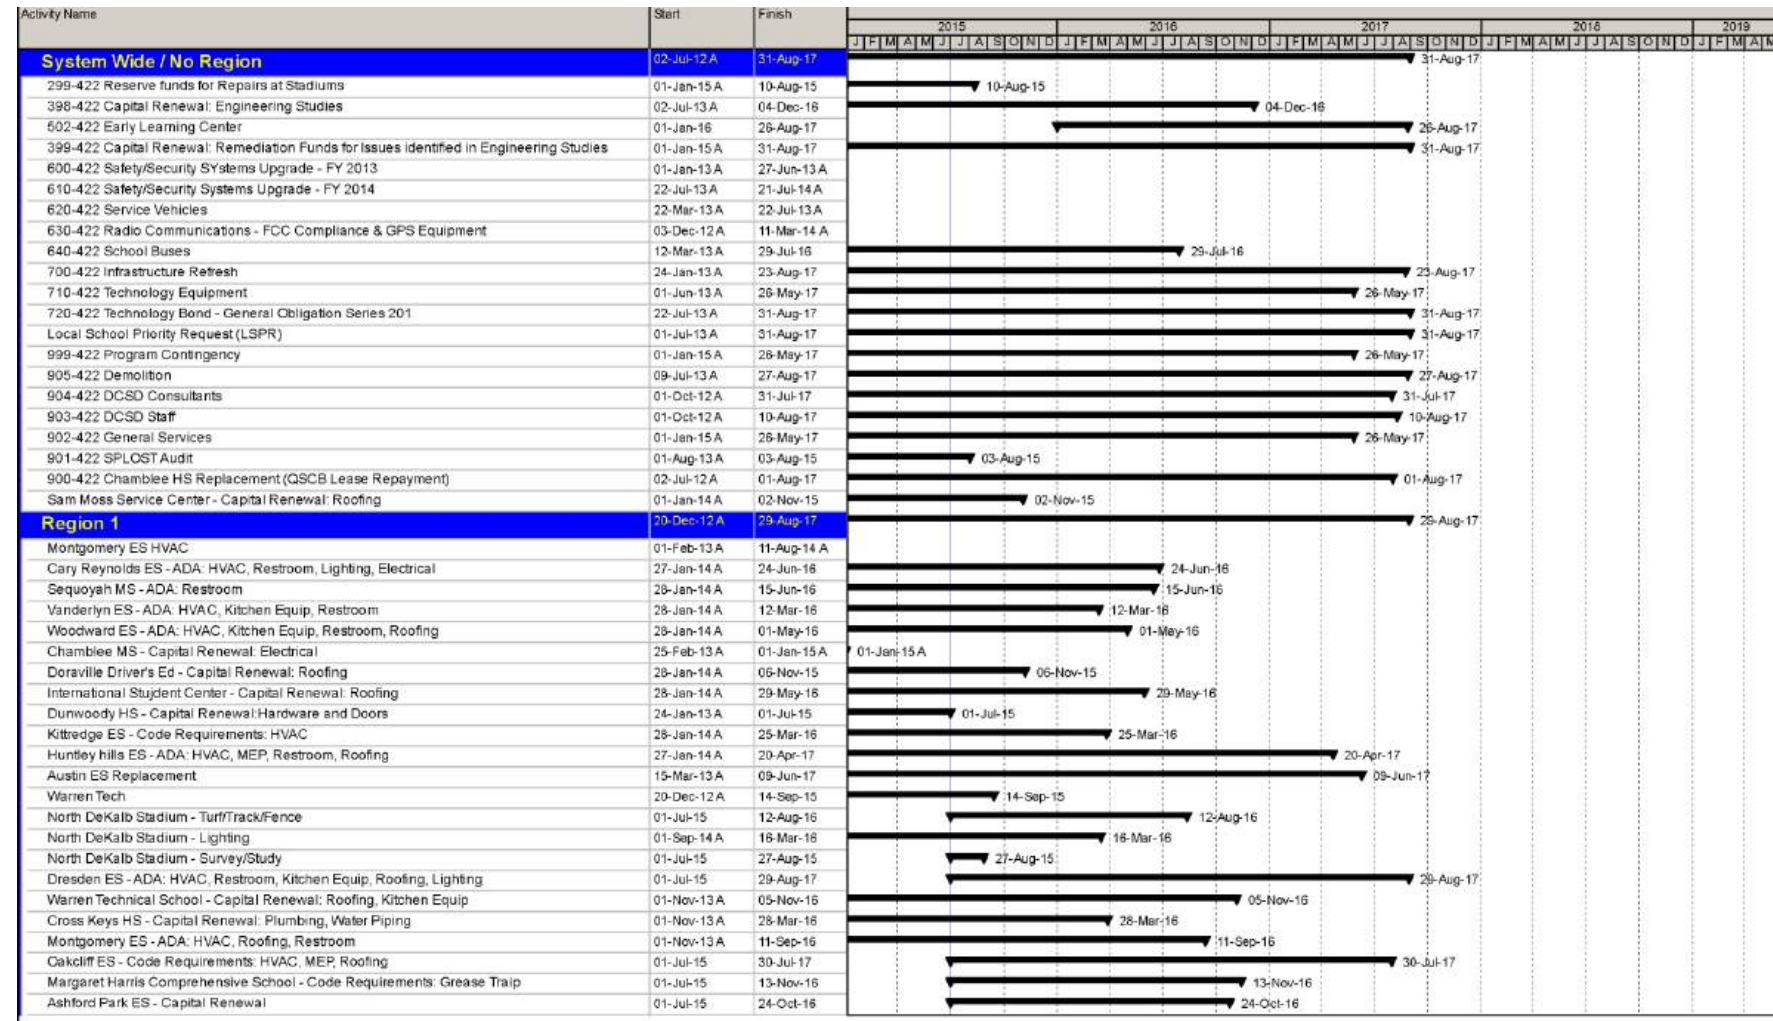 Activity Name Start Finish
2015 2016 2017 2018 2019
J F M A M J J A S O N D J F M A M J J A S O N D J F M A M J J A S O N D J F M A M J J A S O N D J F M A M
System Wide / No Region 02-Jul-12 A 31-Aug-17 31-Aug-17
299-422 Reserve funds for Repairs at Stadiums 01-Jan-15 A 10-Aug-15 10-Aug-15
398-422 Capital Renewal: Engineering Studies 02-Jul-13 A 04-Dec-16 04-Dec-16
502-422 Early Learning Center 01-Jan-16 26-Aug-17 26-Aug-17
399-422 Capital Renewal: Remediation Funds for Issues identified in Engineering Studies 01-Jan-15 A 31-Aug-17 31-Aug-17
600-422 Safety/Security SYstems Upgrade - FY 2013 01-Jan-13 A 27-Jun-13 A
610-422 Safety/Security Systems Upgrade - FY 2014 22-Jul-13 A 21-Jul-14 A
620-422 Service Vehicles 22-Mar-13 A 22-Jul-13 A
630-422 Radio Communications - FCC Compliance & GPS Equipment 03-Dec-12 A 11-Mar-14 A
640-422 School Buses 12-Mar-13 A 29-Jul-16 29-Jul-16
700-422 Infrastructure Refresh 24-Jan-13 A 23-Aug-17 23-Aug-17
710-422 Technology Equipment 01-Jun-13 A 26-May-17 26-May-17
720-422 Technology Bond - General Obligation Series 201 22-Jul-13 A 31-Aug-17 31-Aug-17
Local School Priority Request (LSPR) 01-Jul-13 A 31-Aug-17 31-Aug-17
999-422 Program Contingency 01-Jan-15 A 26-May-17 26-May-17
905-422 Demolition 09-Jul-13 A 27-Aug-17 27-Aug-17
904-422 DCSD Consultants 01-Oct-12 A 31-Jul-17 31-Jul-17
903-422 DCSD Staff 01-Oct-12 A 10-Aug-17 10-Aug-17
902-422 General Services 01-Jan-15 A 26-May-17 26-May-17
901-422 SPLOST Audit 01-Aug-13 A 03-Aug-15 03-Aug-15
900-422 Chamblee HS Replacement (QSCB Lease Repayment) 02-Jul-12 A 01-Aug-17 01-Aug-17
Sam Moss Service Center - Capital Renewal: Roofing 01-Jan-14 A 02-Nov-15 02-Nov-15
Region 1 20-Dec-12 A 29-Aug-17 29-Aug-17
Montgomery ES HVAC 01-Feb-13 A 11-Aug-14 A
Cary Reynolds ES - ADA: HVAC, Restroom, Lighting, Electrical 27-Jan-14 A 24-Jun-16 24-Jun-16
Sequoyah MS - ADA: Restroom 28-Jan-14 A 15-Jun-16 15-Jun-16
Vanderlyn ES - ADA: HVAC, Kitchen Equip, Restroom 28-Jan-14 A 12-Mar-16 12-Mar-16
Woodward ES - ADA: HVAC, Kitchen Equip, Restroom, Roofing 28-Jan-14 A 01-May-16 01-May-16
Chamblee MS - Capital Renewal: Electrical 25-Feb-13 A 01-Jan-15 A 01-Jan-15 A
Doraville Driver's Ed - Capital Renewal: Roofing 28-Jan-14 A 06-Nov-15 06-Nov-15
International Stujdent Center - Capital Renewal: Roofing 28-Jan-14 A 29-May-16 29-May-16
Dunwoody HS - Capital Renewal:Hardware and Doors 24-Jan-13 A 01-Jul-15 01-Jul-15
Kittredge ES - Code Requirements: HVAC 28-Jan-14 A 25-Mar-16 25-Mar-16
Huntley hills ES - ADA: HVAC, MEP, Restroom, Roofing 27-Jan-14 A 20-Apr-17 20-Apr-17
Austin ES Replacement 15-Mar-13 A 09-Jun-17 09-Jun-17
Warren Tech 20-Dec-12 A 14-Sep-15 14-Sep-15
North DeKalb Stadium - Turf/Track/Fence 01-Jul-15 12-Aug-16 12-Aug-16
North DeKalb Stadium - Lighting 01-Sep-14 A 16-Mar-16 16-Mar-16
North DeKalb Stadium - Survey/Study 01-Jul-15 27-Aug-15 27-Aug-15
Dresden ES - ADA: HVAC, Restroom, Kitchen Equip, Roofing, Lighting 01-Jul-15 29-Aug-17 29-Aug-17
Warren Technical School - Capital Renewal: Roofing, Kitchen Equip 01-Nov-13 A 05-Nov-16 05-Nov-16
Cross Keys HS - Capital Renewal: Plumbing, Water Piping 01-Nov-13 A 28-Mar-16 28-Mar-16
Montgomery ES - ADA: HVAC, Roofing, Restroom 01-Nov-13 A 11-Sep-16 11-Sep-16
Oakcliff ES - Code Requirements: HVAC, MEP, Roofing 01-Jul-15 30-Jul-17 30-Jul-17
Margaret Harris Comprehensive School - Code Requirements: Grease Traip 01-Jul-15 13-Nov-16 13-Nov-16
Ashford Park ES - Capital Renewal 01-Jul-15 24-Oct-16 24-Oct-16